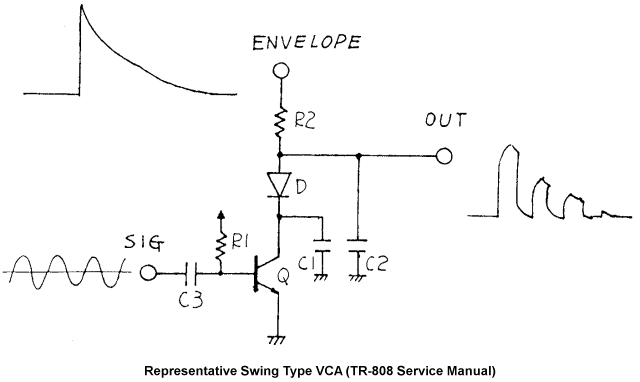 ENVELOPE
R2
OUT
D
SIG
R1
C3
Q
C1
C2
Representative Swing Type VCA (TR-808 Service Manual)